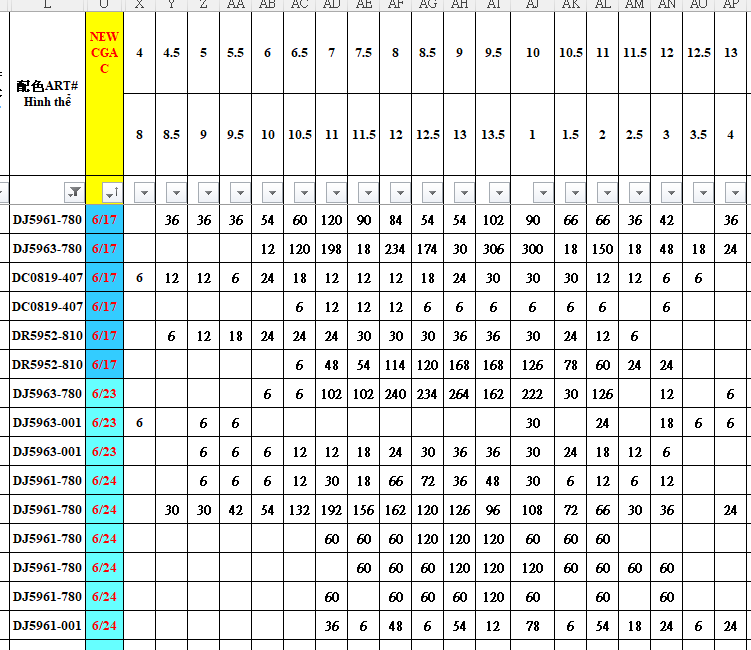 L O X Y Z AA AB AC AD AE AF AG AH AI AJ AK AL AM AN AO AP
NEW
CGA
C
4 4.5 5 5.5 6 6.5 7 7.5 8 8.5 9 9.5 10 10.5 11 11.5 12 12.5 13
配色ART#
Hình thể
8 8.5 9 9.5 10 10.5 11 11.5 12 12.5 13 13.5 1 1.5 2 2.5 3 3.5 4
DJ5961-780 6/17 36 36 36 54 60 120 90 84 54 54 102 90 66 66 36 42 36
DJ5963-780 6/17 12 120 198 18 234 174 30 306 300 18 150 18 48 18 24
DC0819-407 6/17 6 12 12 6 24 18 12 12 12 18 24 30 30 30 12 12 6 6
DC0819-407 6/17 6 12 12 12 6 6 6 6 6 6 6
DR5952-810 6/17 6 12 18 24 24 24 30 30 30 36 36 30 24 12 6
DR5952-810 6/17 6 48 54 114 120 168 168 126 78 60 24 24
DJ5963-780 6/23 6 6 102 102 240 234 264 162 222 30 126 12 6
DJ5963-001 6/23 6 6 6 30 24 18 6 6
DJ5963-001 6/23 6 6 6 12 12 18 24 30 36 36 30 24 18 12 6
DJ5961-780 6/24 6 6 6 12 30 18 66 72 36 48 30 6 12 6 12
DJ5961-780 6/24 30 30 42 54 132 192 156 162 120 126 96 108 72 66 30 36 24
DJ5961-780 6/24 60 60 60 120 120 120 60 60 60
DJ5961-780 6/24 60 60 60 120 120 120 60 60 60 60
DJ5961-780 6/24 60 60 60 60 120 60 60 60
DJ5961-001 6/24 36 6 48 6 54 12 78 6 54 18 24 6 24